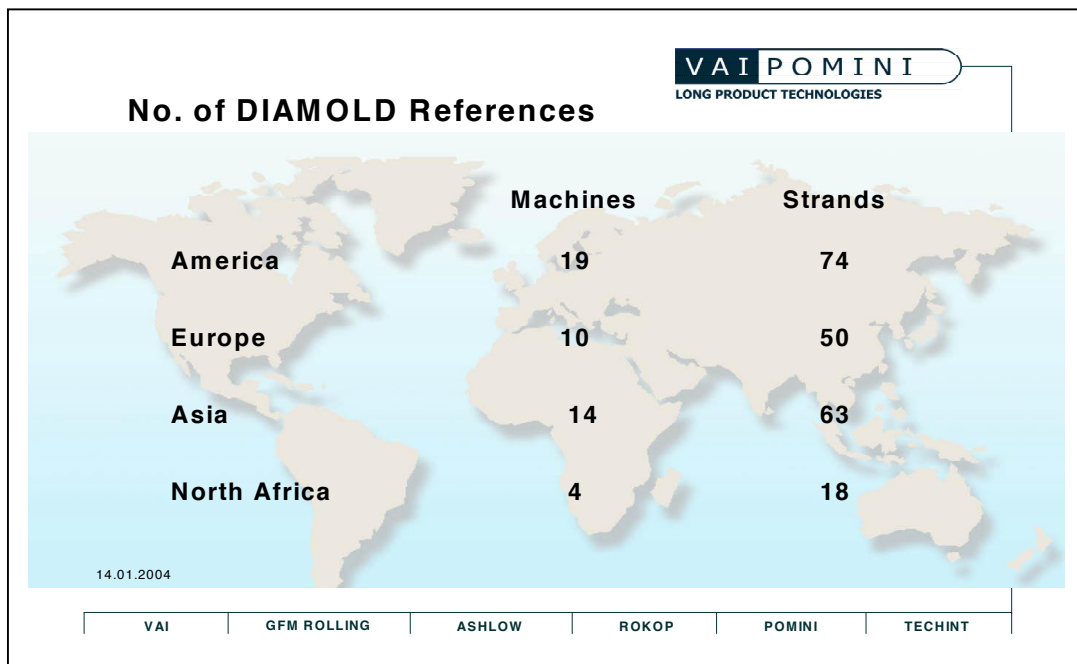 VAI POMINI
LONG PRODUCT TECHNOLOGIES
No. of DIAMOLD References
Machines Strands
America 19 74
Europe 10 50
Asia 14 63
North Africa 4 18
14.01.2004
VAI GFM ROLLING ASHLOW ROKOP POMINI TECHINT